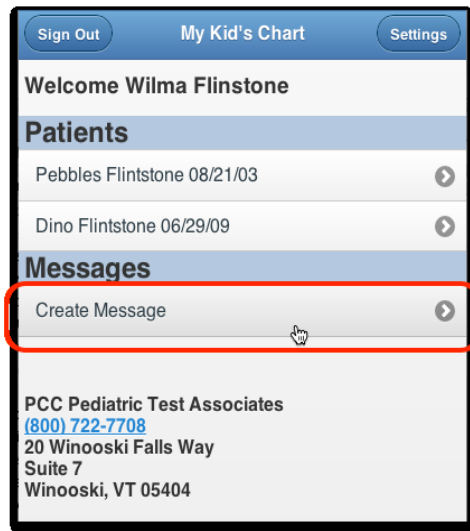 Sign Out My Kid's Chart Settings
Welcome Wilma Flinstone
Patients
Pebbles Flintstone 08/21/03
Dino Flintstone 06/29/09
Messages
Create Message
PCC Pediatric Test Associates
(800) 722-7708
20 Winooski Falls Way
Suite 7
Winooski, VT 05404